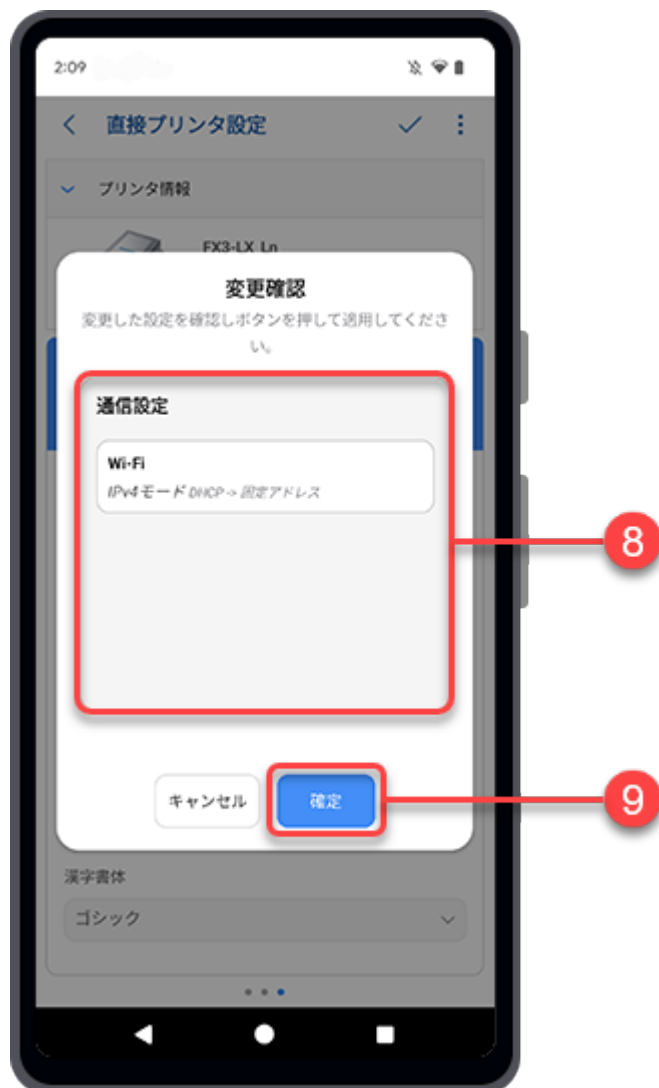 2:09
直接プリンタ設定
プリンタ情報
FX3-LX_Ln
変更確認
変更した設定を確認しボタンを押して適用してくださ
い。
通信設定
Wi-Fi
IPv4モード DHCP -> 固定アドレス
8
キャンセル
確定
9
漢字書体
ゴシック